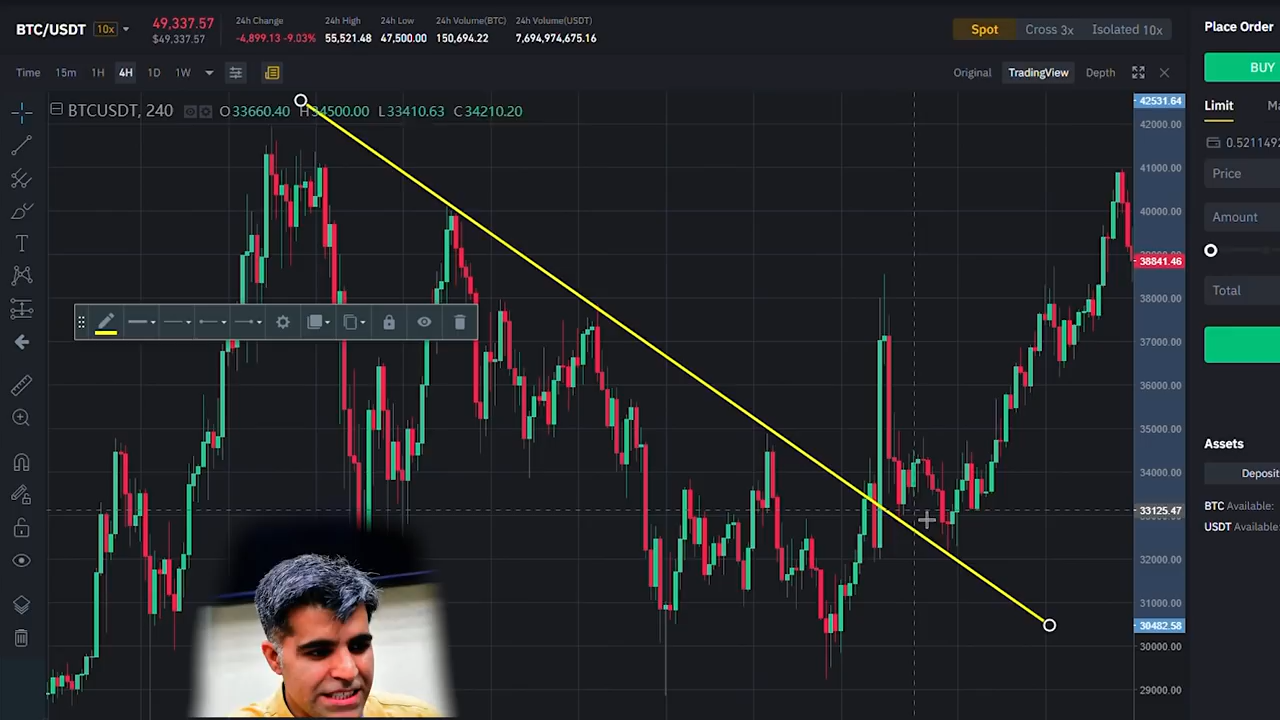 BTC/USDT 10x
49,337.57
$49,337.57
24h Change
-4,899.13 -9.03%
24h High
55,521.48
24h Low
47,500.00
24h Volume(BTC)
150,694.22
24h Volume(USDT)
7,694,974,675.16
Spot Cross 3x Isolated 10x
Place Order
BUY
Time 15m 1H 4H 1D 1W
Original TradingView Depth
Limit
BTCUSDT, 240 O33660.40 H34500.00 L33410.63 C34210.20
42531.64
42000.00
41000.00
40000.00
38841.46
38000.00
37000.00
36000.00
35000.00
34000.00
33125.47
32000.00
31000.00
30482.58
30000.00
29000.00
0.5211492
Price
Amount
Total
Assets
Deposit
BTC Available:
USDT Available: